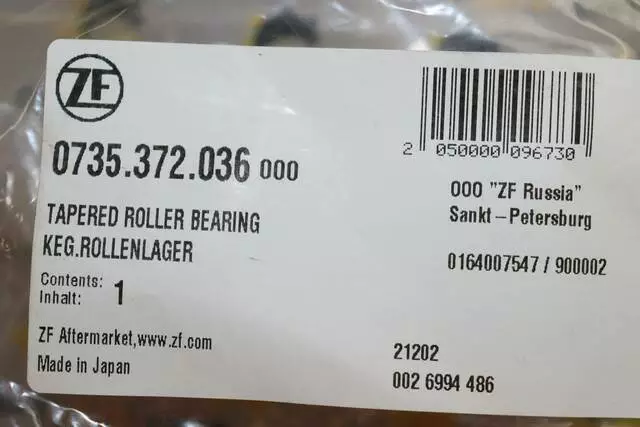 ZF
0735.372.036 000
TAPERED ROLLER BEARING
KEG.ROLLENLAGER
Contents:
Inhalt: 1
ZF Aftermarket,www.zf.com
Made in Japan
2 050000 096730
000 "ZF Russia"
Sankt-Petersburg
0164007547 / 900002
21202
002 6994 486